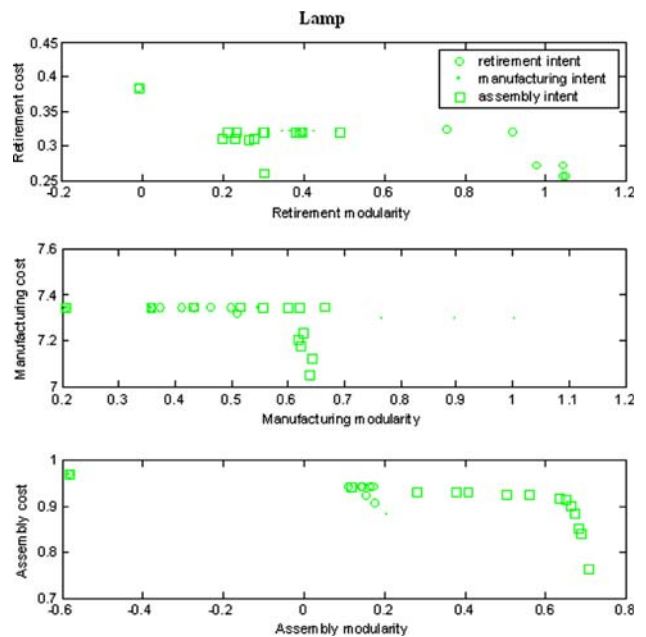 Lamp
0.45
0.4
0.35
0.3
0.25
Retirement cost
retirement intent
manufacturing intent
assembly intent
-0.2 0 0.2 0.4 0.6 0.8 1 1.2
Retirement modularity
7.6
7.4
7.2
7
Manufacturing cost
0.2 0.3 0.4 0.5 0.6 0.7 0.8 0.9 1 1.1 1.2
Manufacturing modularity
1
0.9
0.8
0.7
Assembly cost
-0.6 -0.4 -0.2 0 0.2 0.4 0.6 0.8
Assembly modularity